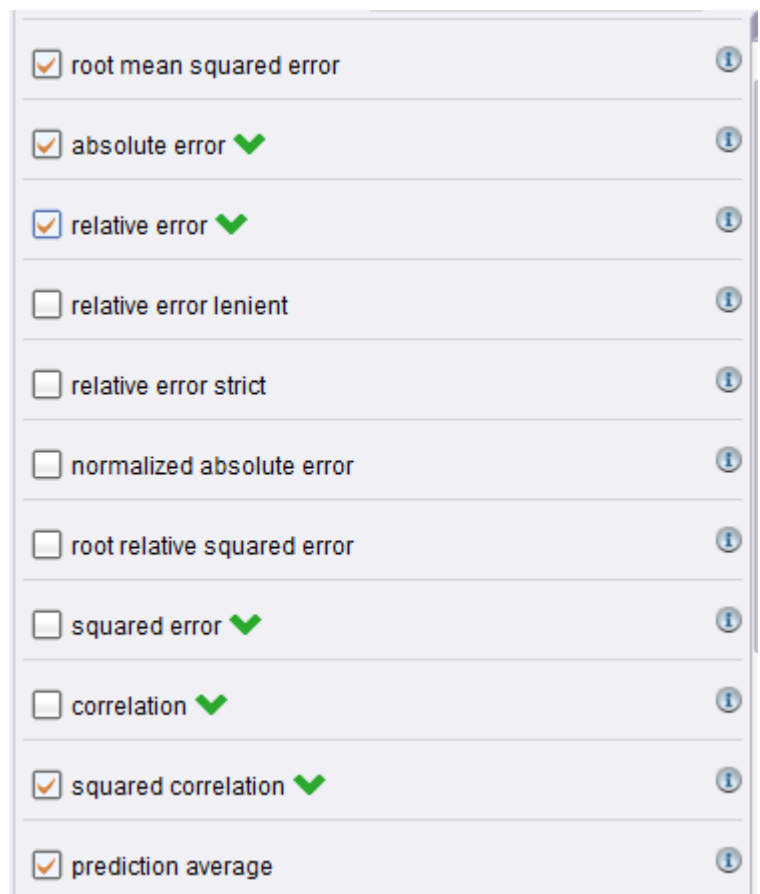 root mean squared error
absolute error
relative error
relative error lenient
relative error strict
normalized absolute error
root relative squared error
squared error
correlation
squared correlation
prediction average